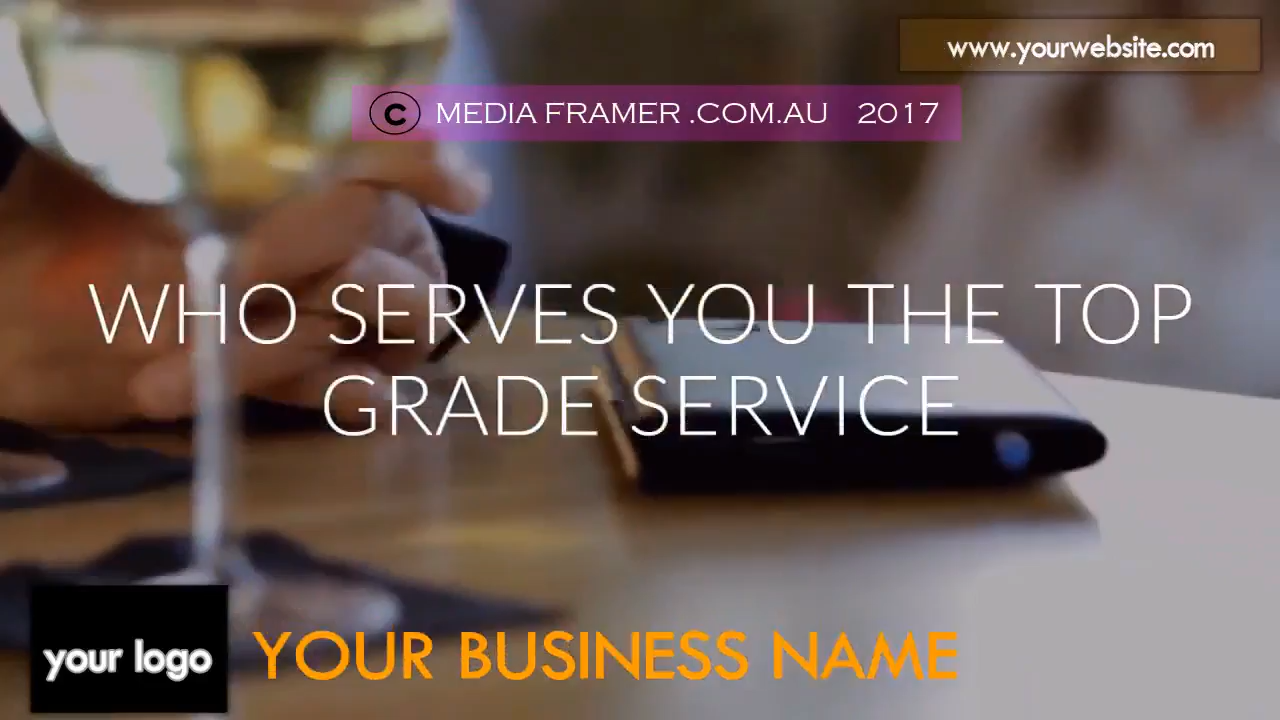 www.yourwebsite.com
© MEDIA FRAMER .COM.AU 2017
WHO SERVES YOU THE TOP
GRADE SERVICE
your logo
YOUR BUSINESS NAME